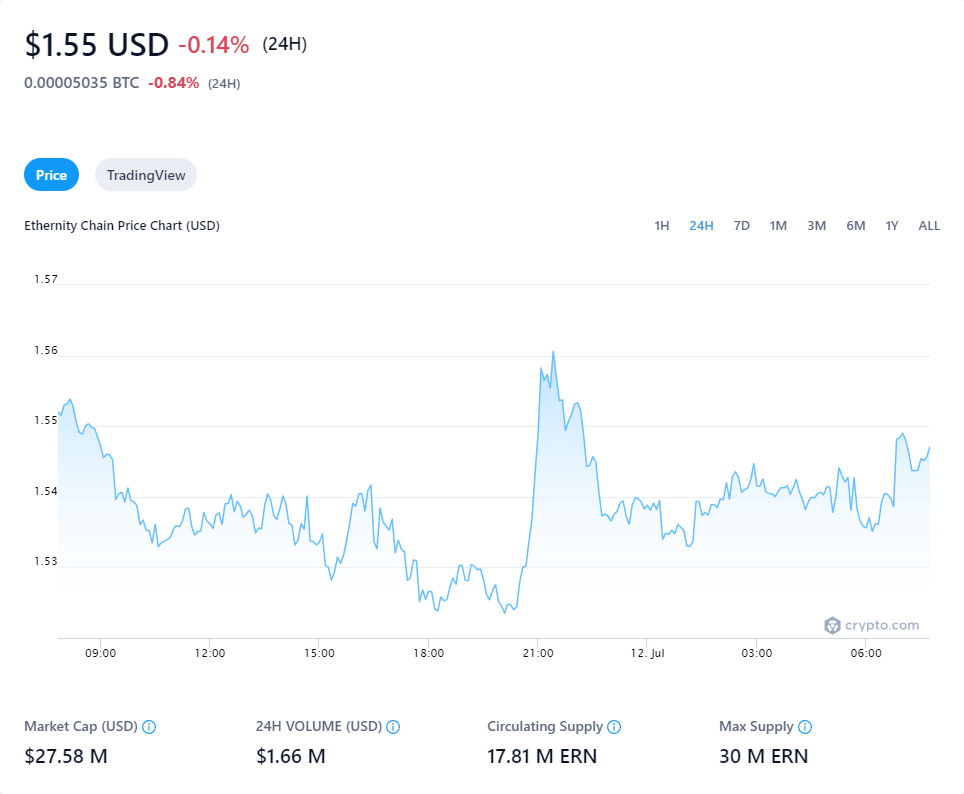 $1.55 USD -0.14% (24H)
0.00005035 BTC -0.84% (24H)
Price TradingView
Ethernity Chain Price Chart (USD) 1H 24H 7D 1M 3M 6M 1Y ALL
1.57
1.56
1.55
1.54
1.53
crypto.com
09:00 12:00 15:00 18:00 21:00 12. Jul 03:00 06:00
Market Cap (USD) 24H VOLUME (USD) Circulating Supply Max Supply
$27.58 M $1.66 M 17.81 M ERN 30 M ERN